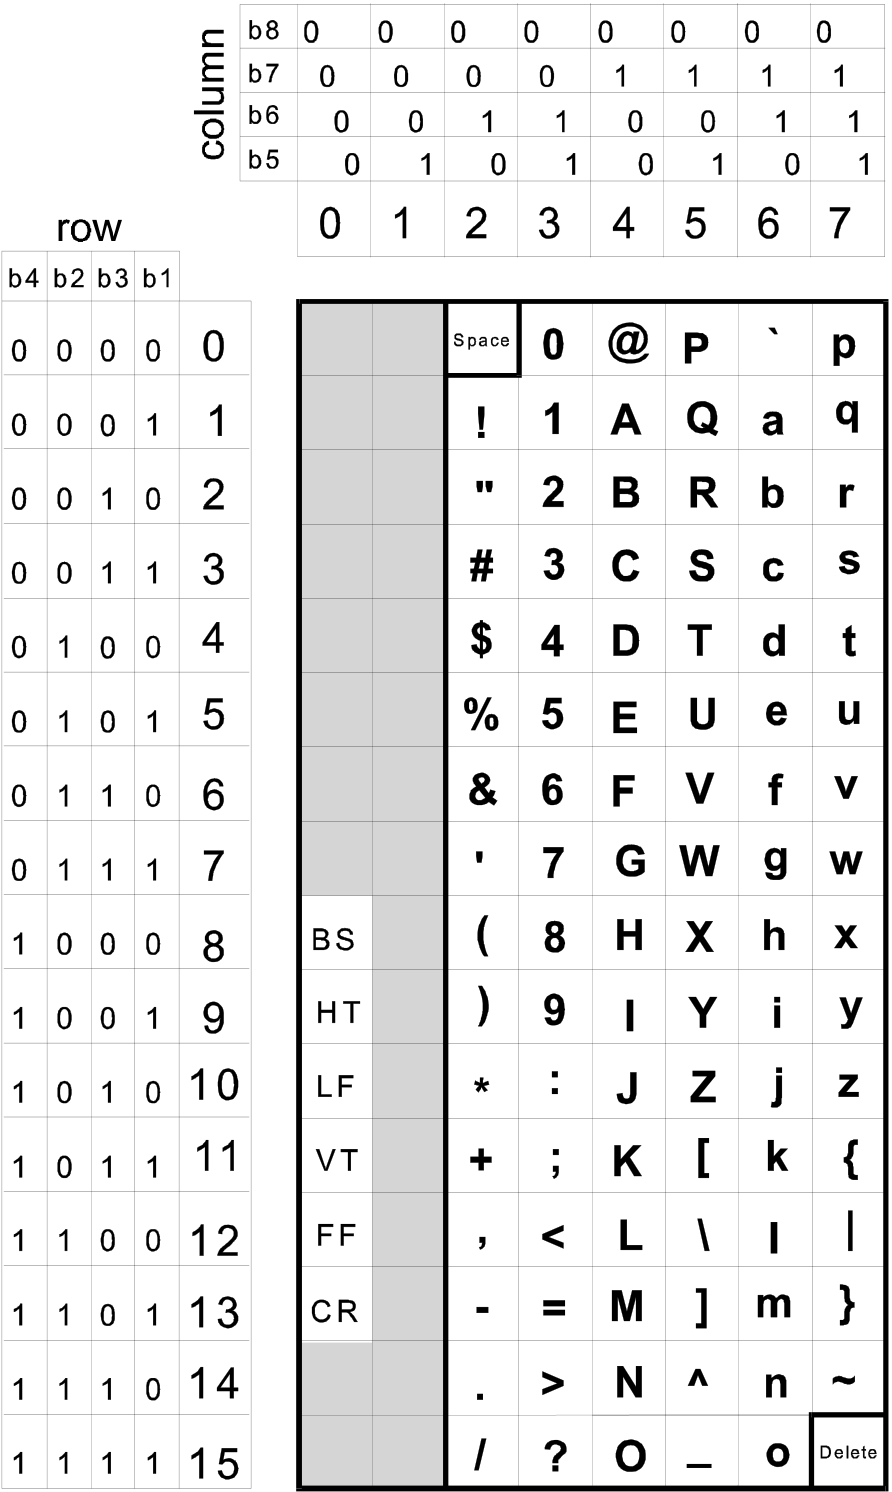 column
b8 0 0 0 0 0 0 0 0
b7 0 0 0 0 1 1 1 1
b6 0 0 1 1 0 0 1 1
b5 0 1 0 1 0 1 0 1
0 1 2 3 4 5 6 7
row
b4 b2 b3 b1
0 0 0 0 0 Space 0 @ P ` p
0 0 0 1 1 ! 1 A Q a q
0 0 1 0 2 " 2 B R b r
0 0 1 1 3 # 3 C S c s
0 1 0 0 4 $ 4 D T d t
0 1 0 1 5 % 5 E U e u
0 1 1 0 6 & 6 F V f v
0 1 1 1 7 ' 7 G W g w
1 0 0 0 8 BS ( 8 H X h x
1 0 0 1 9 HT ) 9 I Y i y
1 0 1 0 10 LF * : J Z j z
1 0 1 1 11 VT + ; K [ k {
1 1 0 0 12 FF , < L \ l |
1 1 0 1 13 CR - = M ] m }
1 1 1 0 14 . > N ^ n ~
1 1 1 1 15 / ? O _ o Delete